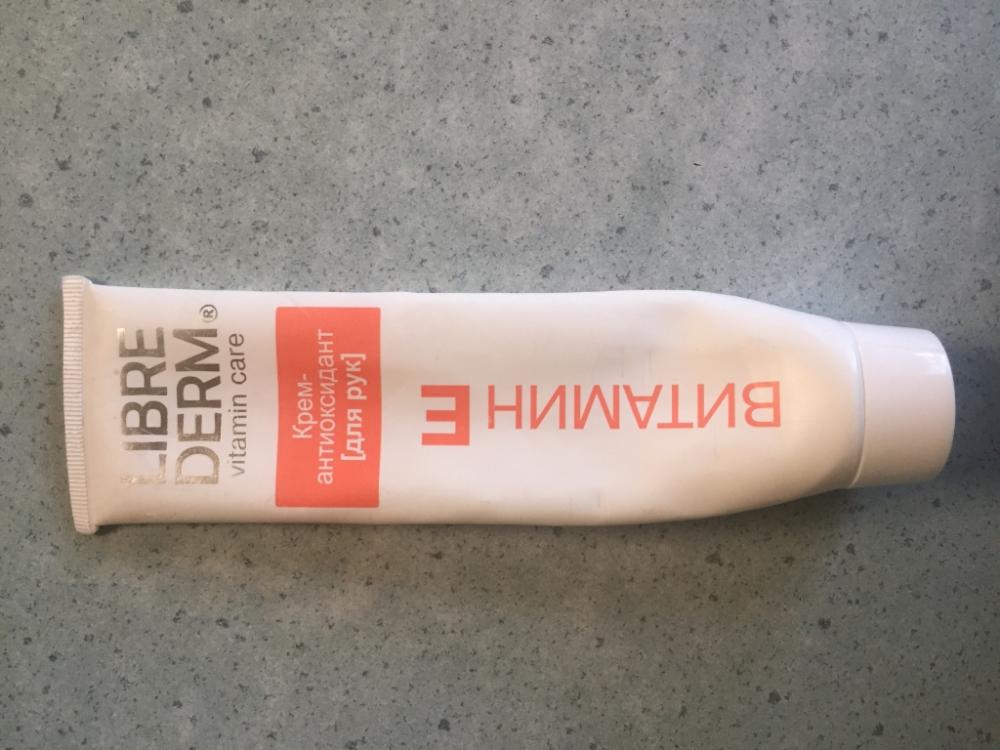 LIBRE
DERM®
vitamin care
Крем-
антиоксидант
[для рук]
ВИТАМИН Е